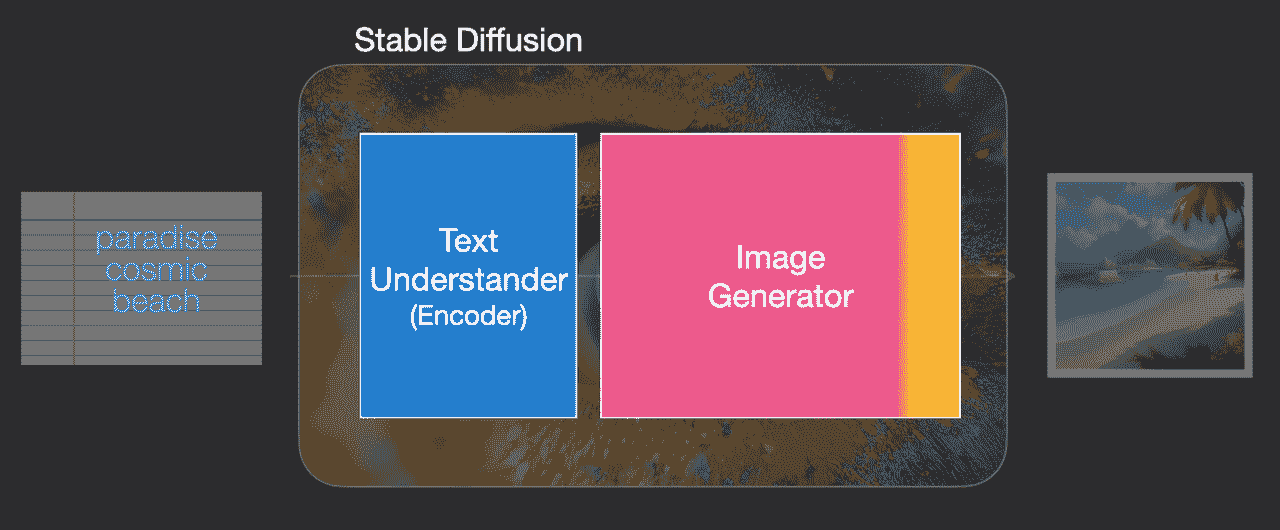 Stable Diffusion
paradise
cosmic
beach
Text
Understander
(Encoder)
Image
Generator